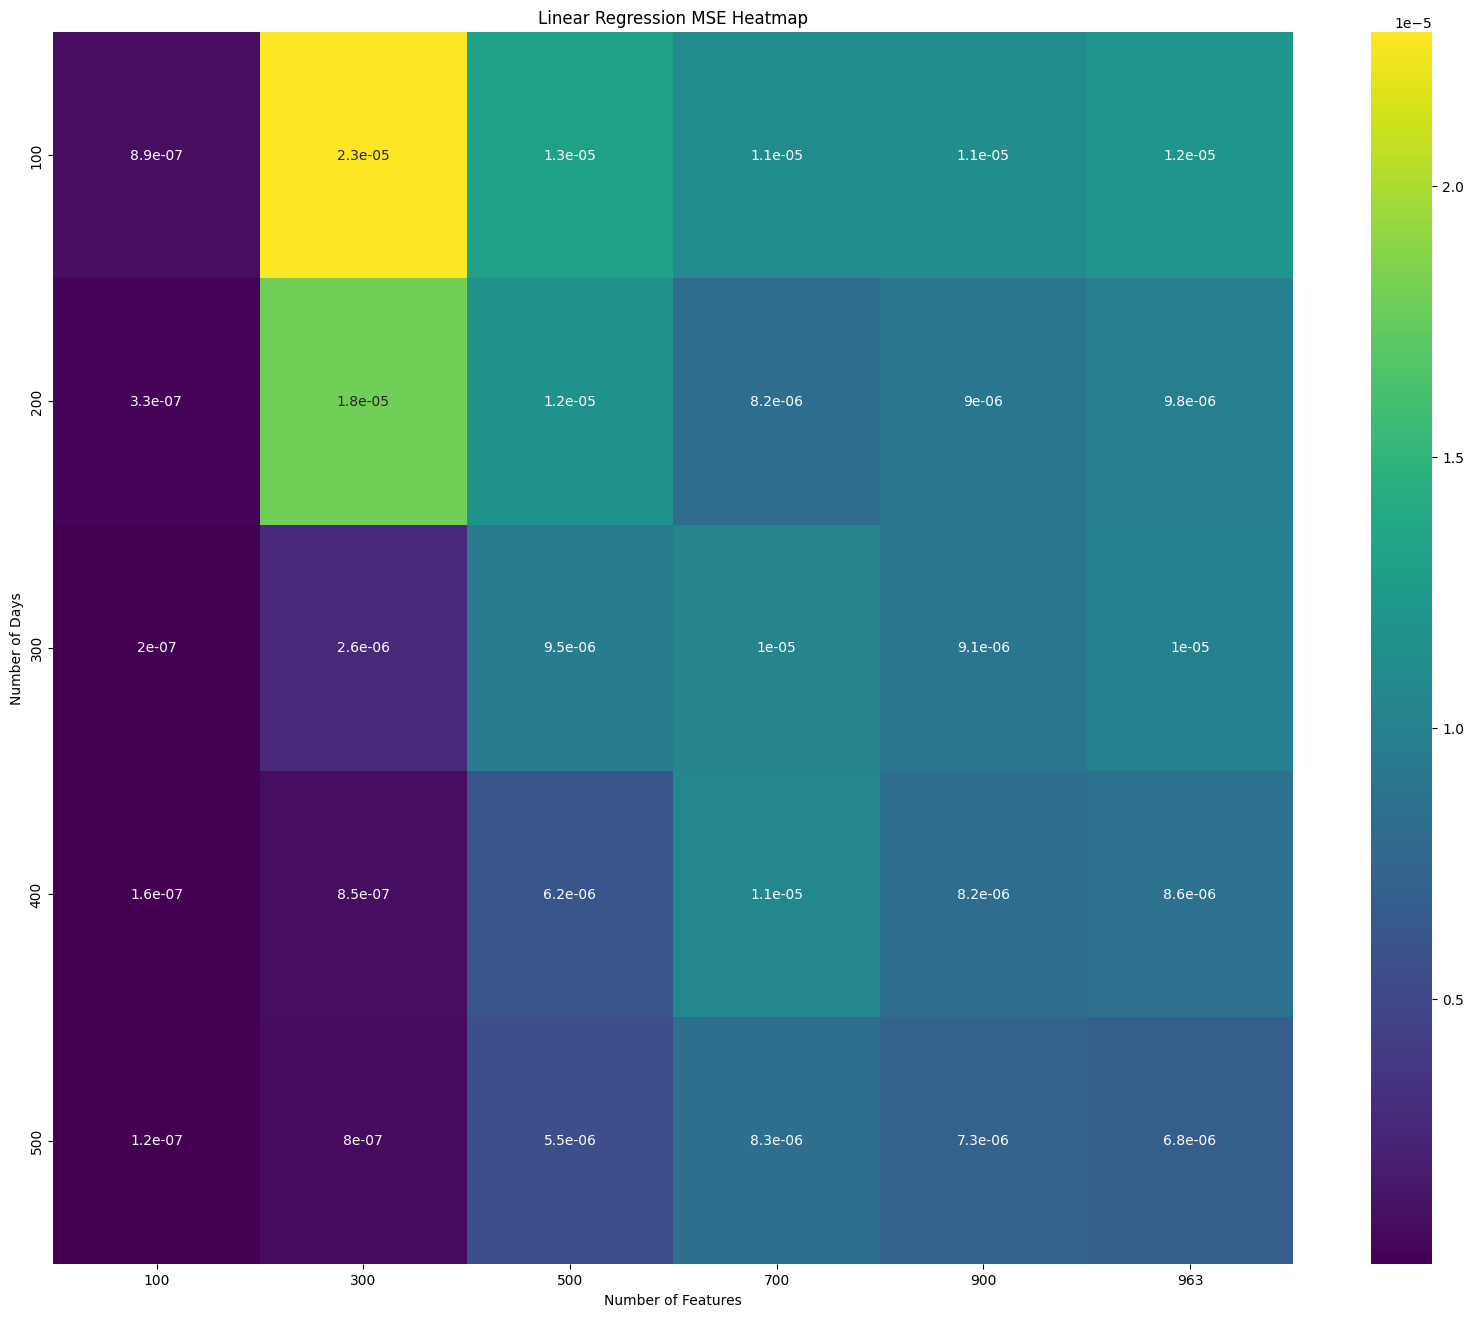 Linear Regression MSE Heatmap
1e−5
8.9e-07 2.3e-05 1.3e-05 1.1e-05 1.1e-05 1.2e-05
3.3e-07 1.8e-05 1.2e-05 8.2e-06 9e-06 9.8e-06
2e-07 2.6e-06 9.5e-06 1e-05 9.1e-06 1e-05
1.6e-07 8.5e-07 6.2e-06 1.1e-05 8.2e-06 8.6e-06
1.2e-07 8e-07 5.5e-06 8.3e-06 7.3e-06 6.8e-06
100
200
300
400
500
Number of Days
100 300 500 700 900 963
Number of Features
2.0
1.5
1.0
0.5